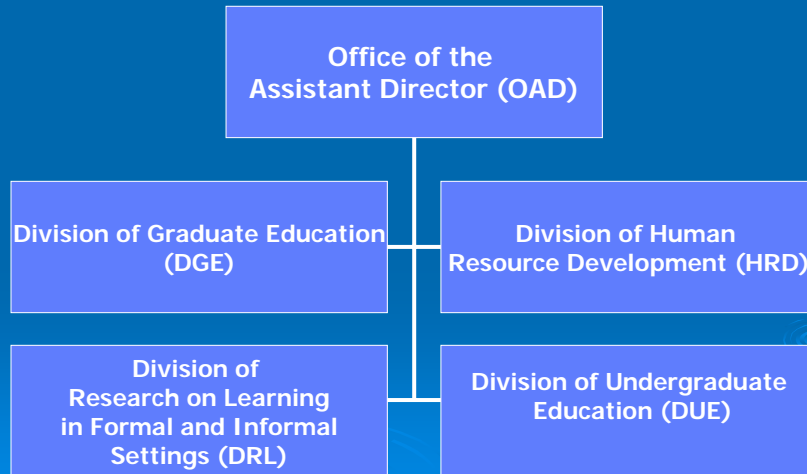 Office of the
Assistant Director (OAD)
Division of Graduate Education
(DGE)
Division of Human
Resource Development (HRD)
Division of
Research on Learning
in Formal and Informal
Settings (DRL)
Division of Undergraduate
Education (DUE)